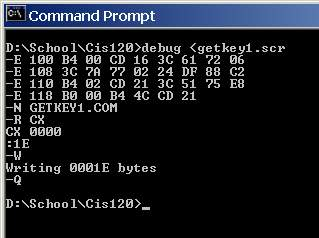 Command Prompt
D:\School\Cis120>debug <getkey1.scr
-E 100 B4 00 CD 16 3C 61 72 06
-E 108 3C 7A 77 02 24 DF 88 C2
-E 110 B4 02 CD 21 3C 51 75 E8
-E 118 B0 00 B4 4C CD 21
-N GETKEY1.COM
-R CX
CX 0000
:1E
-W
Writing 0001E bytes
-Q
D:\School\Cis120>_